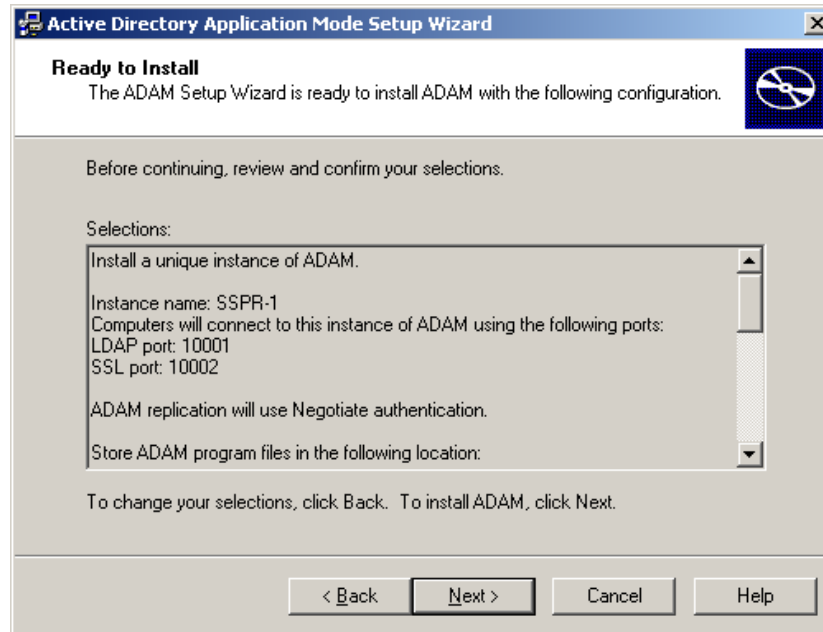 Active Directory Application Mode Setup Wizard
Ready to Install
The ADAM Setup Wizard is ready to install ADAM with the following configuration.
Before continuing, review and confirm your selections.
Selections:
Install a unique instance of ADAM.
Instance name: SSPR-1
Computers will connect to this instance of ADAM using the following ports:
LDAP port: 10001
SSL port: 10002
ADAM replication will use Negotiate authentication.
Store ADAM program files in the following location:
To change your selections, click Back.  To install ADAM, click Next.
< Back Next > Cancel Help